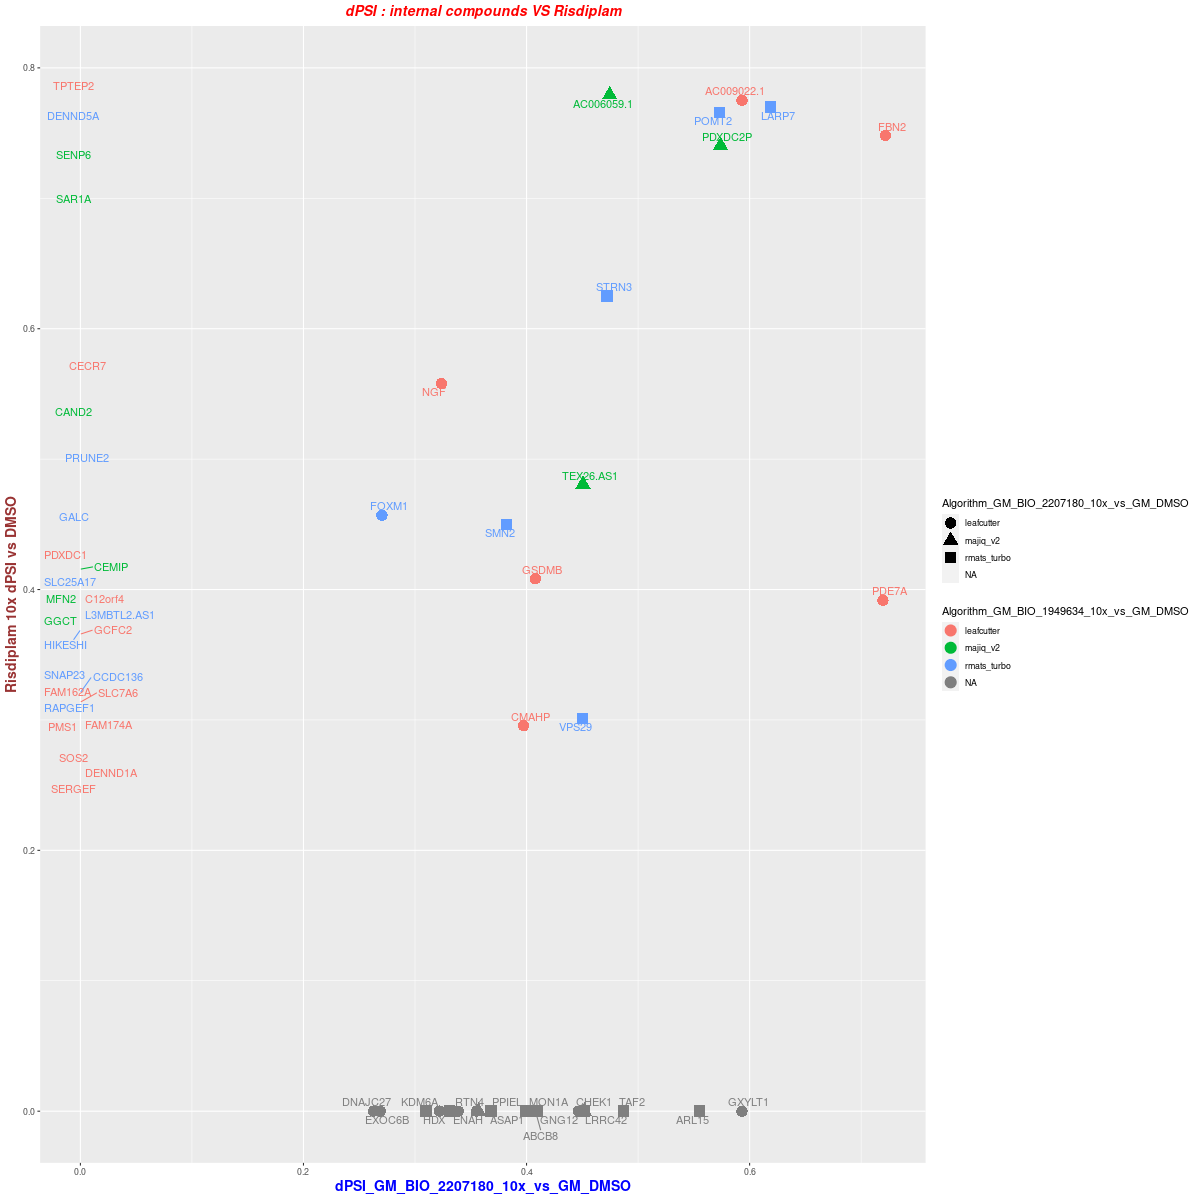 dPSI : internal compounds VS Risdiplam
Risdiplam 10x dPSI vs DMSO
0.8
0.6
0.4
0.2
0.0
TPTEP2
DENND5A
SENP6
SAR1A
CECR7
CAND2
PRUNE2
GALC
PDXDC1
CEMIP
SLC25A17
MFN2
C12orf4
L3MBTL2.AS1
GGCT
GCFC2
HIKESHI
SNAP23
CCDC136
FAM162A
SLC7A6
RAPGEF1
PMS1
FAM174A
SOS2
DENND1A
SERGEF
AC006059.1
AC009022.1
POMT2
LARP7
FBN2
PDXDC2P
STRN3
NGF
TEX26.AS1
FOXM1
SMN2
GSDMB
PDE7A
CMAHP
VPS29
DNAJC27
KDM6A
RTN4
PPIEL
MON1A
CHEK1
TAF2
GXYLT1
EXOC6B
HDX
ENAH
ASAP1
GNG12
LRRC42
ARLT5
ABCB8
0.0
0.2
0.4
0.6
dPSI_GM_BIO_2207180_10x_vs_GM_DMSO
Algorithm_GM_BIO_2207180_10x_vs_GM_DMSO
leafcutter
majiq_v2
rmats_turbo
NA
Algorithm_GM_BIO_1949634_10x_vs_GM_DMSO
leafcutter
majiq_v2
rmats_turbo
NA